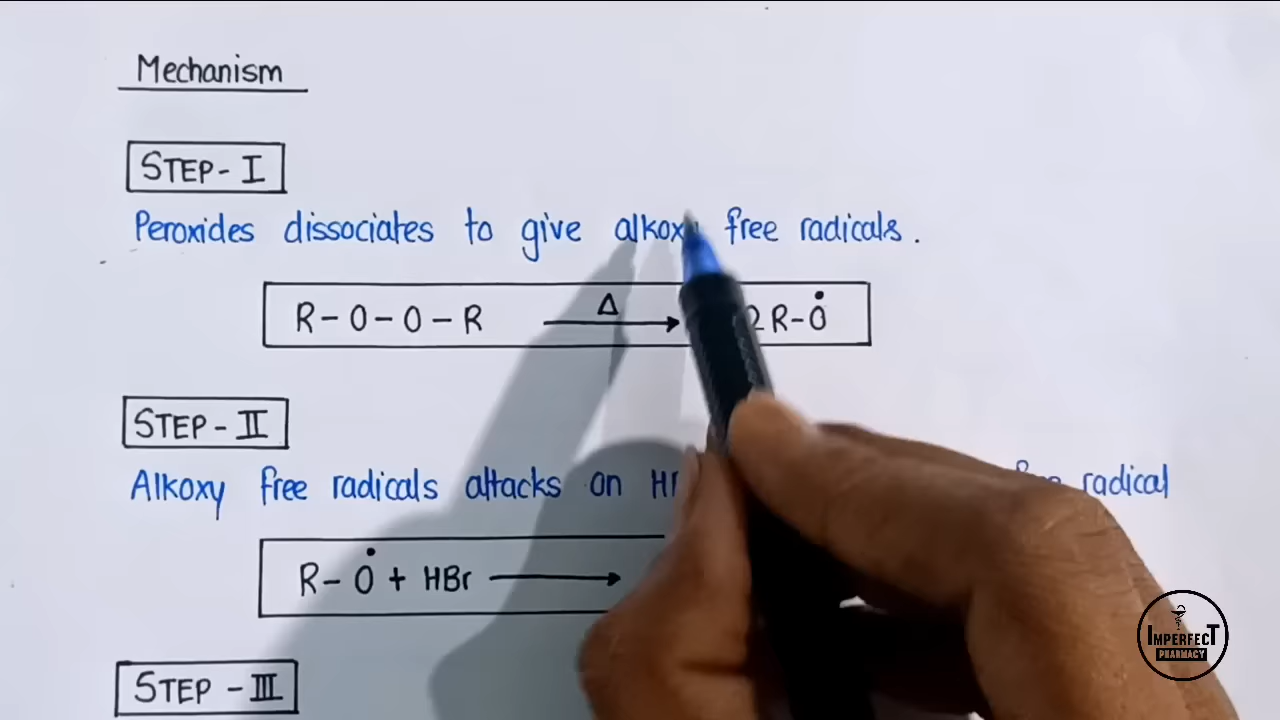 Mechanism
STEP-I
Peroxides dissociates to give alkoxy free radicals.
R-O-O-R Δ → 2R-Ȯ
STEP-II
Alkoxy free radicals attacks on radical
R-Ȯ + HBr →
STEP-III
IMPERFECT
PHARMACY